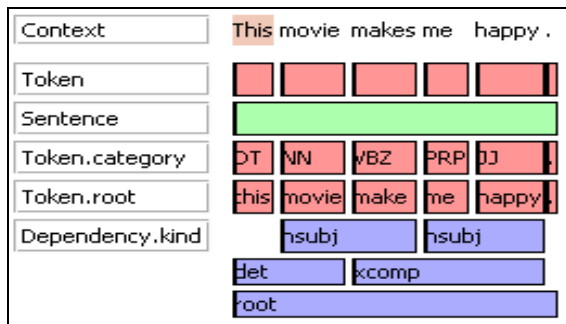 Context This movie makes me happy .
Token
Sentence
Token.category DT NN VBZ PRP JJ .
Token.root this movie make me happy .
Dependency.kind nsubj nsubj
det xcomp
root